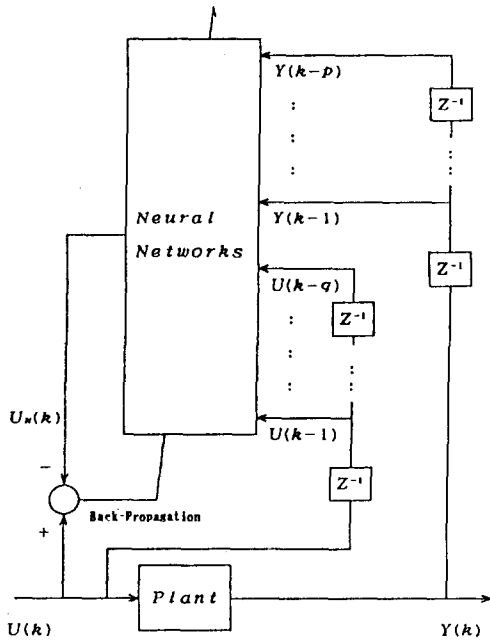 Y(k-p)
Z⁻¹
Neural
Networks
Y(k-1)
Z⁻¹
U(k-q)
Z⁻¹
U_N(k)
U(k-1)
−
Z⁻¹
Back-Propagation
+
Plant
U(k)
Y(k)